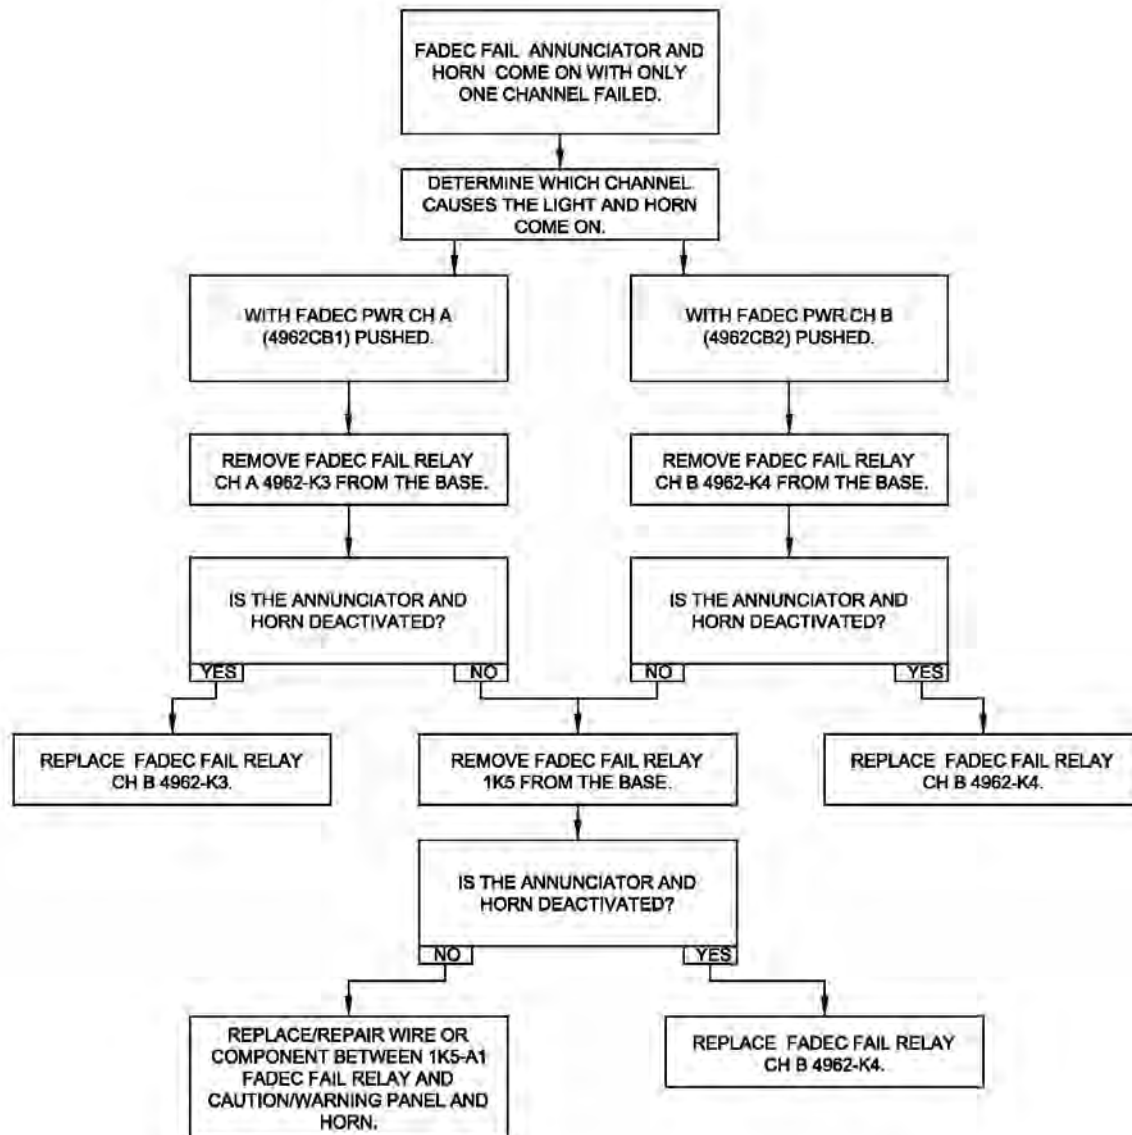 FADEC FAIL ANNUNCIATOR AND
HORN COME ON WITH ONLY
ONE CHANNEL FAILED.
DETERMINE WHICH CHANNEL
CAUSES THE LIGHT AND HORN
COME ON.
WITH FADEC PWR CH A
(4962CB1) PUSHED.
WITH FADEC PWR CH B
(4962CB2) PUSHED.
REMOVE FADEC FAIL RELAY
CH A 4962-K3 FROM THE BASE.
REMOVE FADEC FAIL RELAY
CH B 4962-K4 FROM THE BASE.
IS THE ANNUNCIATOR AND
HORN DEACTIVATED?
YES
NO
IS THE ANNUNCIATOR AND
HORN DEACTIVATED?
NO
YES
REPLACE FADEC FAIL RELAY
CH B 4962-K3.
REMOVE FADEC FAIL RELAY
1K5 FROM THE BASE.
REPLACE FADEC FAIL RELAY
CH B 4962-K4.
IS THE ANNUNCIATOR AND
HORN DEACTIVATED?
NO
YES
REPLACE/REPAIR WIRE OR
COMPONENT BETWEEN 1K5-A1
FADEC FAIL RELAY AND
CAUTION/WARNING PANEL AND
HORN.
REPLACE FADEC FAIL RELAY
CH B 4962-K4.